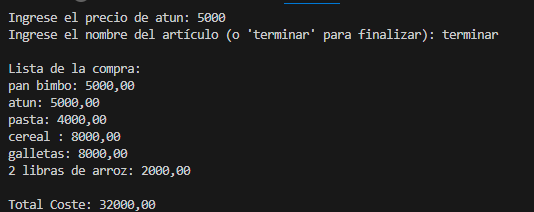 Ingrese el precio de atun: 5000
Ingrese el nombre del artículo (o 'terminar' para finalizar): terminar
Lista de la compra:
pan bimbo: 5000,00
atun: 5000,00
pasta: 4000,00
cereal : 8000,00
galletas: 8000,00
2 libras de arroz: 2000,00
Total Coste: 32000,00